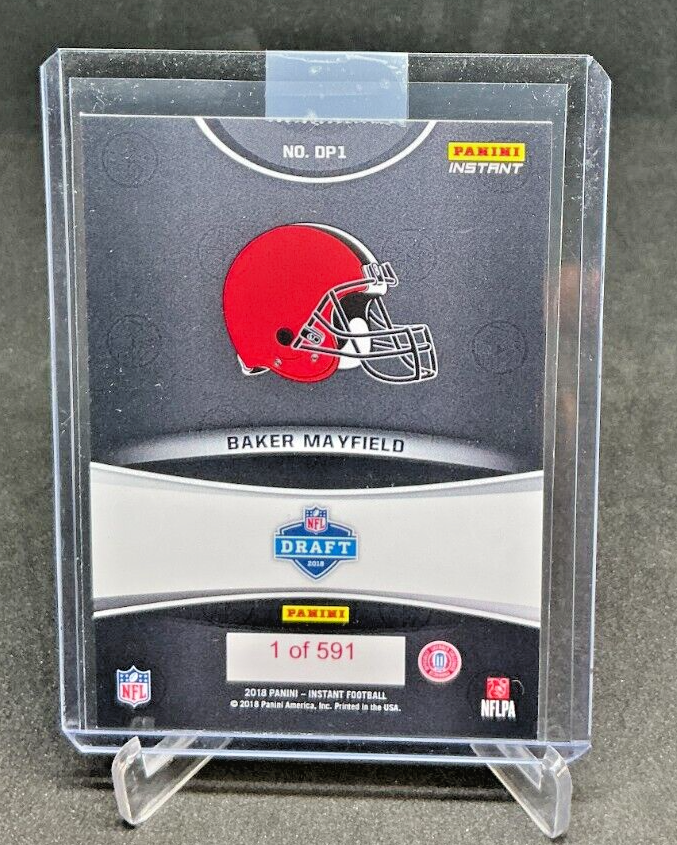 NO. DP1
PANINI
INSTANT
BAKER MAYFIELD
NFL
DRAFT
2018
PANINI
1 of 591
2018 PANINI – INSTANT FOOTBALL
© 2018 Panini America, Inc. Printed in the USA.
NFL
NFLPA